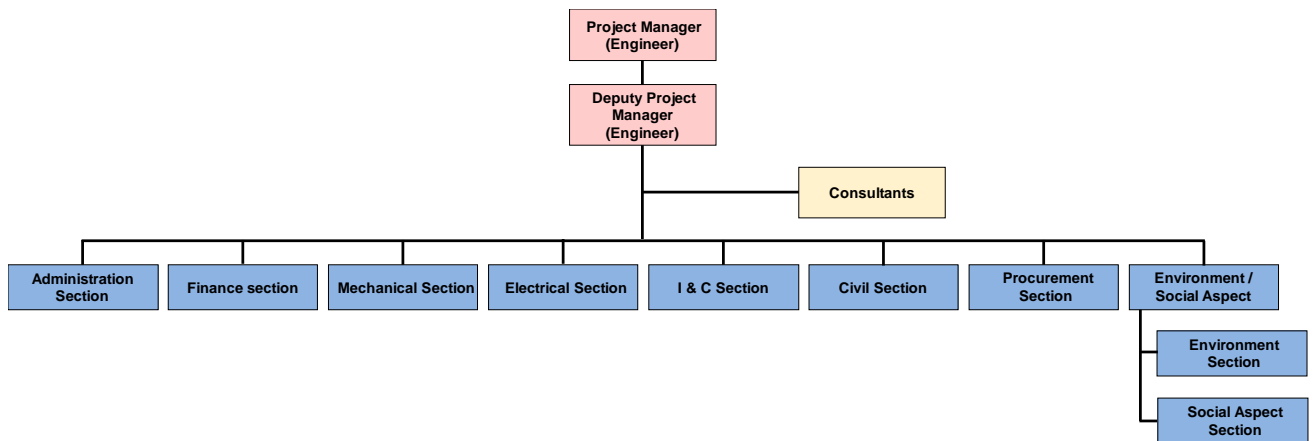 Project Manager
(Engineer)
Deputy Project
Manager
(Engineer)
Consultants
Administration
Section
Finance section
Mechanical Section
Electrical Section
I & C Section
Civil Section
Procurement
Section
Environment /
Social Aspect
Environment
Section
Social Aspect
Section